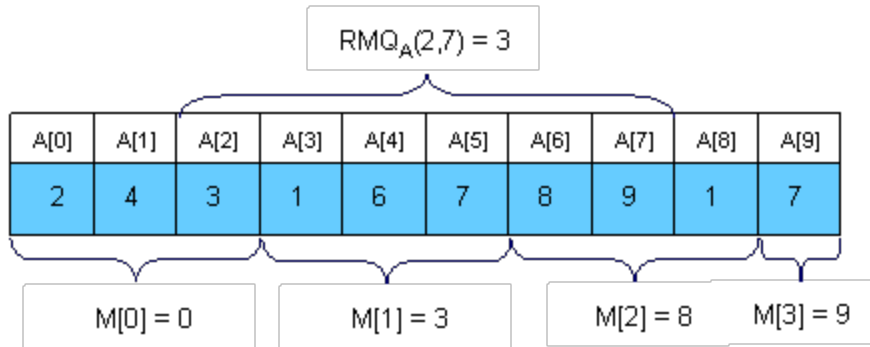 RMQA(2,7) = 3
A[0] A[1] A[2] A[3] A[4] A[5] A[6] A[7] A[8] A[9]
2 4 3 1 6 7 8 9 1 7
M[0] = 0 M[1] = 3 M[2] = 8 M[3] = 9